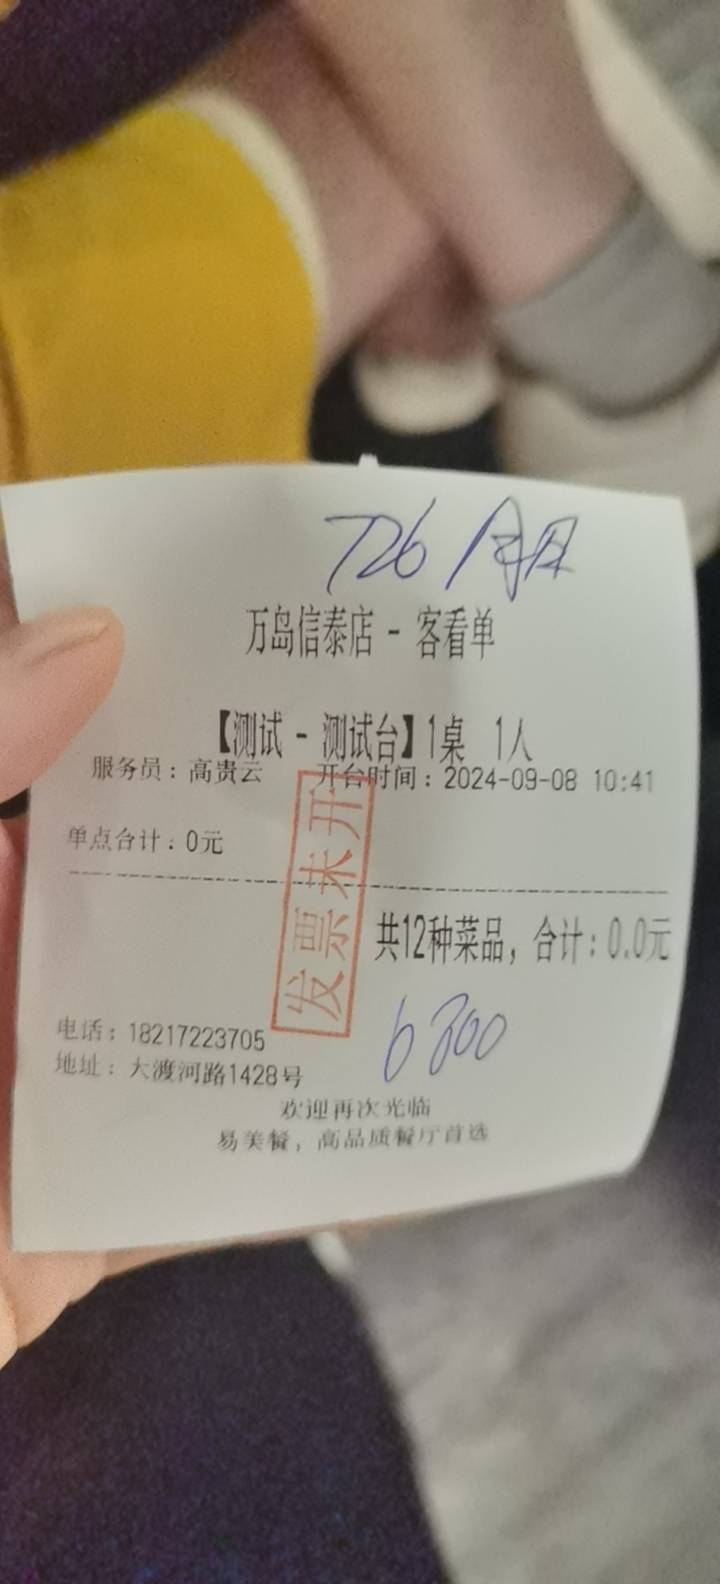 726
万岛信泰店 - 客看单
【测试 - 测试台】1桌 1人
服务员：高贵云 开台时间：2024-09-08 10:41
单点合计：0元
发票未开
共12种菜品，合计：0.0元
6800
电话：18217223705
地址：大渡河路1428号
欢迎再次光临
易美餐，高品质餐厅首选